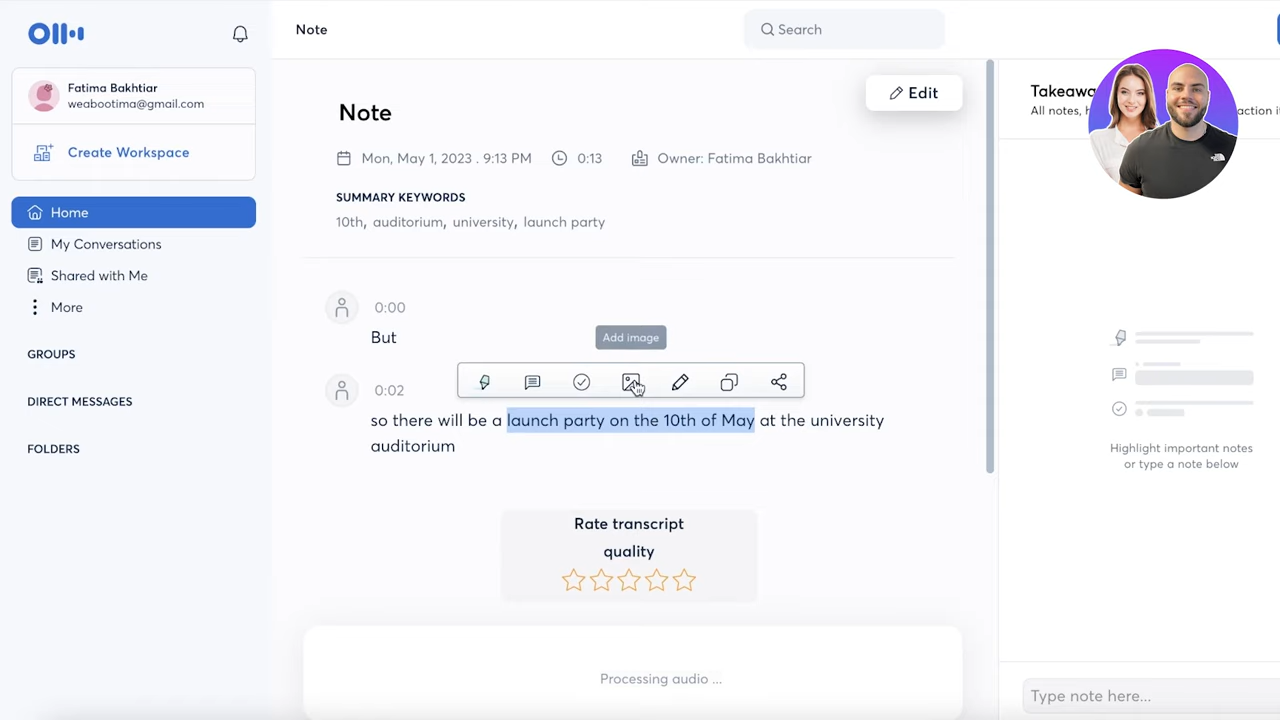 Note
Search
Fatima Bakhtiar
weabootima@gmail.com
Create Workspace
Home
My Conversations
Shared with Me
More
GROUPS
DIRECT MESSAGES
FOLDERS
Edit
Note
Mon, May 1, 2023 . 9:13 PM
0:13
Owner: Fatima Bakhtiar
SUMMARY KEYWORDS
10th, auditorium, university, launch party
0:00
But
Add image
0:02
so there will be a launch party on the 10th of May at the university
auditorium
Rate transcript
quality
Processing audio ...
All notes,
Highlight important notes
or type a note below
Type note here...